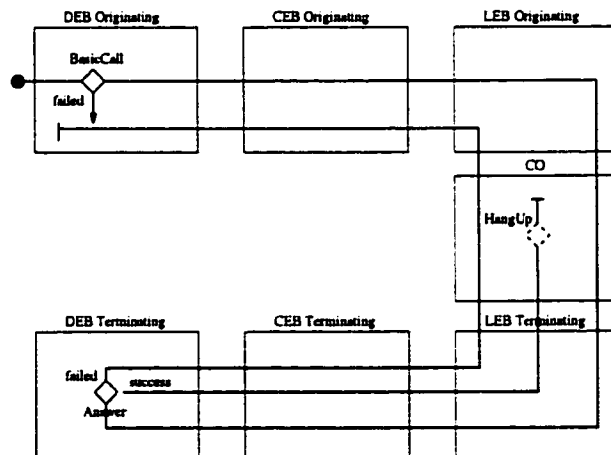 DEB Originating
CEB Originating
LEB Originating
BasicCall
failed
CO
HangUp
DEB Terminating
CEB Terminating
LEB Terminating
failed
success
Answer